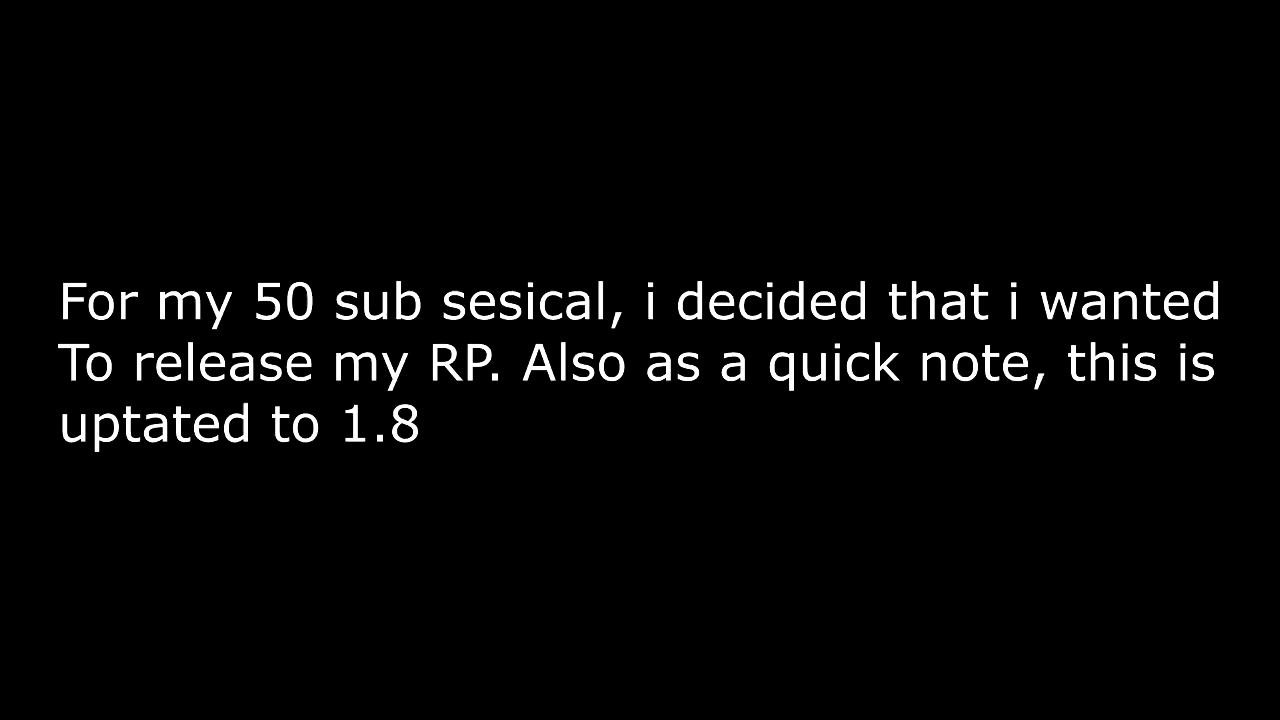 For my 50 sub sesical, i decided that i wanted
To release my RP. Also as a quick note, this is
uptated to 1.8